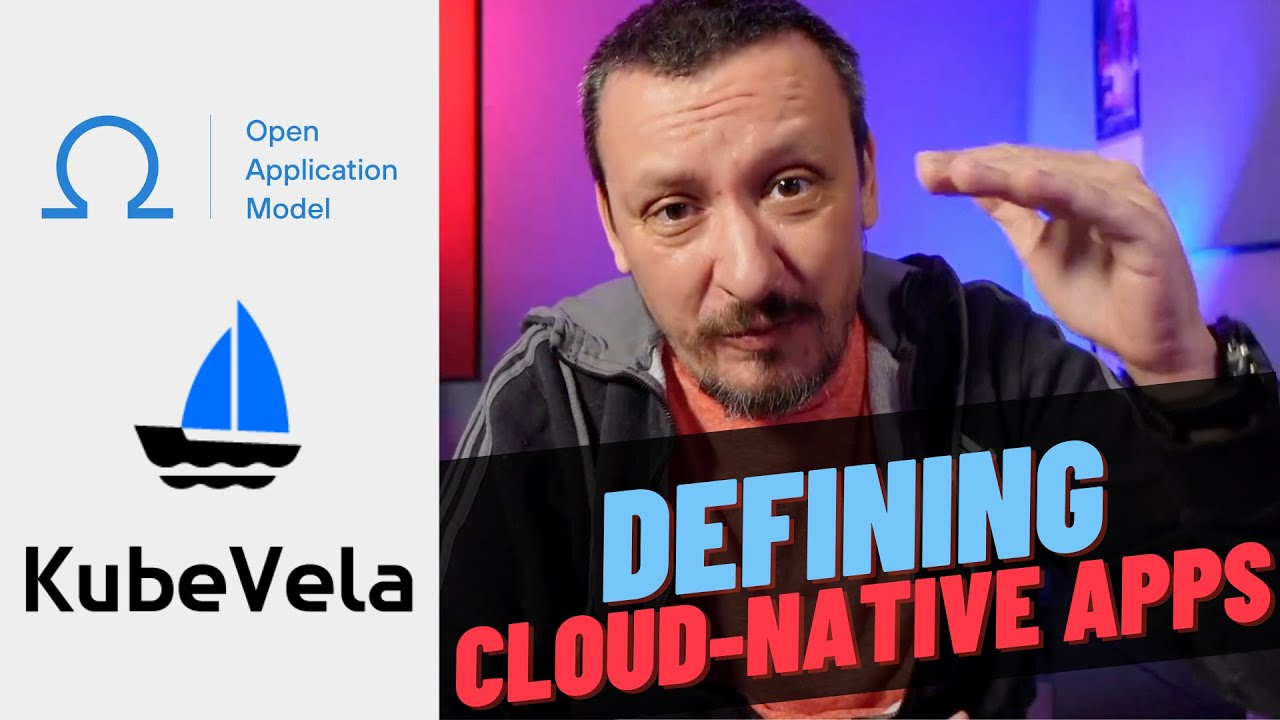 Open
Application
Model
KubeVela
DEFINING
CLOUD-NATIVE APPS